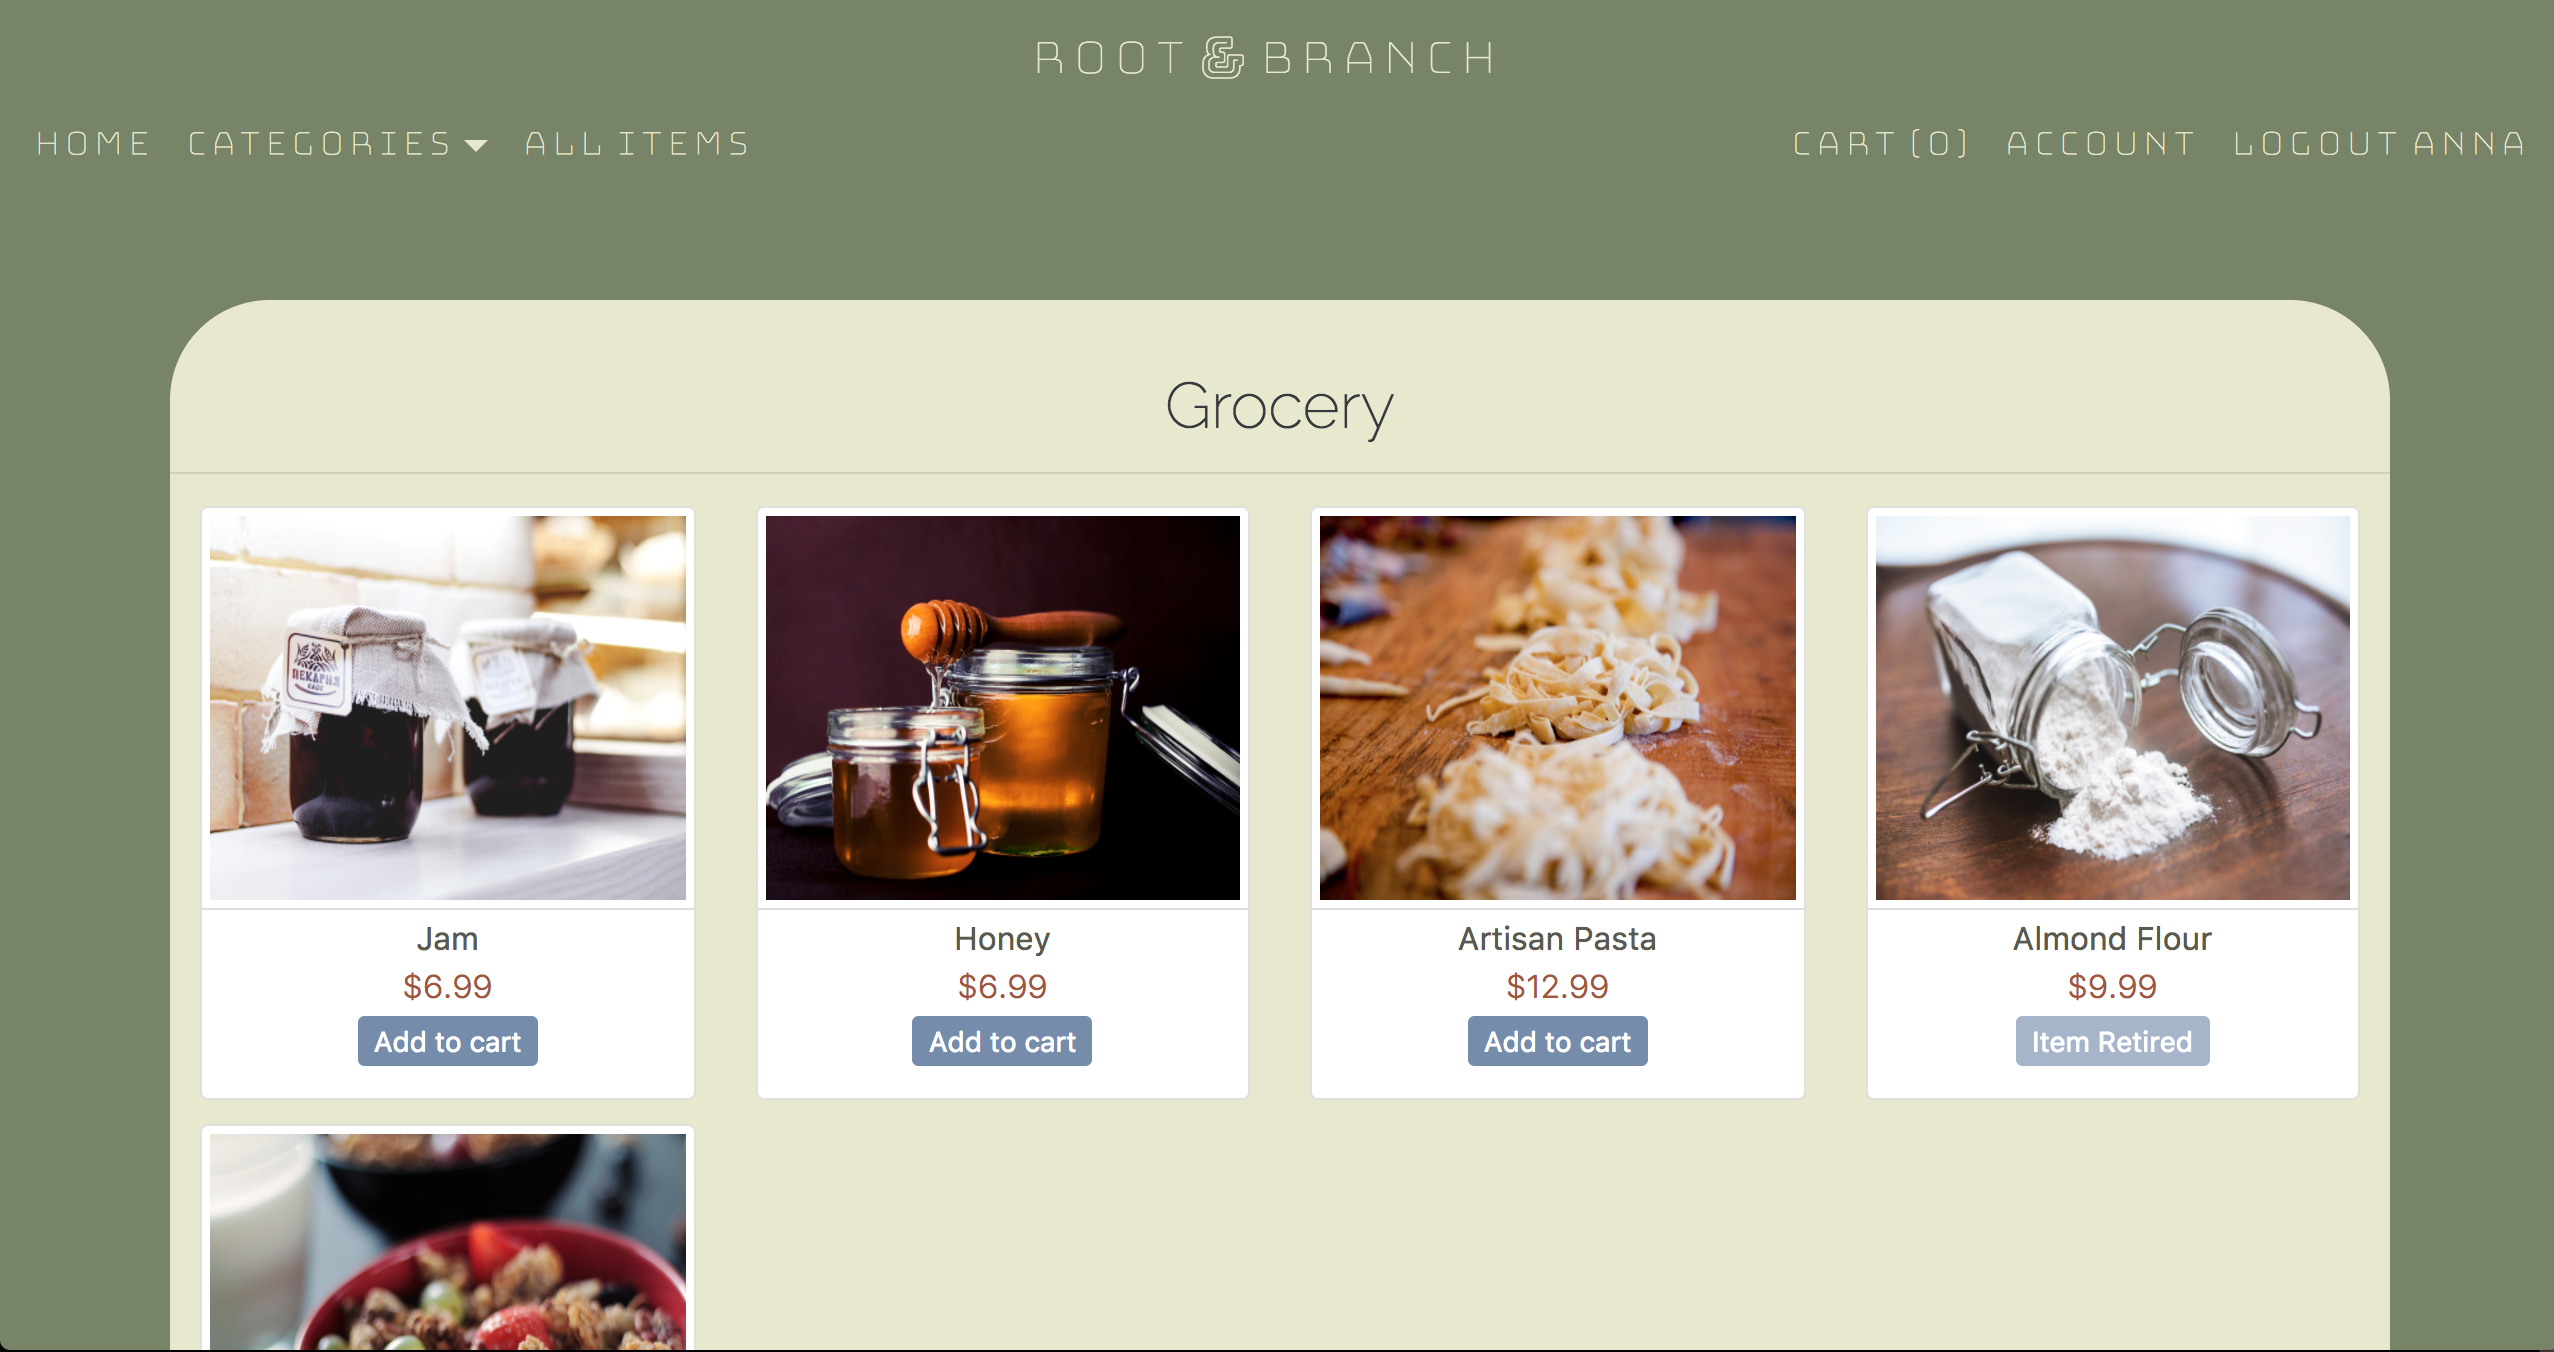 ROOT & BRANCH
HOME CATEGORIES ALL ITEMS CART (0) ACCOUNT LOGOUT ANNA
Grocery
ПЕКАРНЯ
Jam
$6.99
Add to cart
Honey
$6.99
Add to cart
Artisan Pasta
$12.99
Add to cart
Almond Flour
$9.99
Item Retired